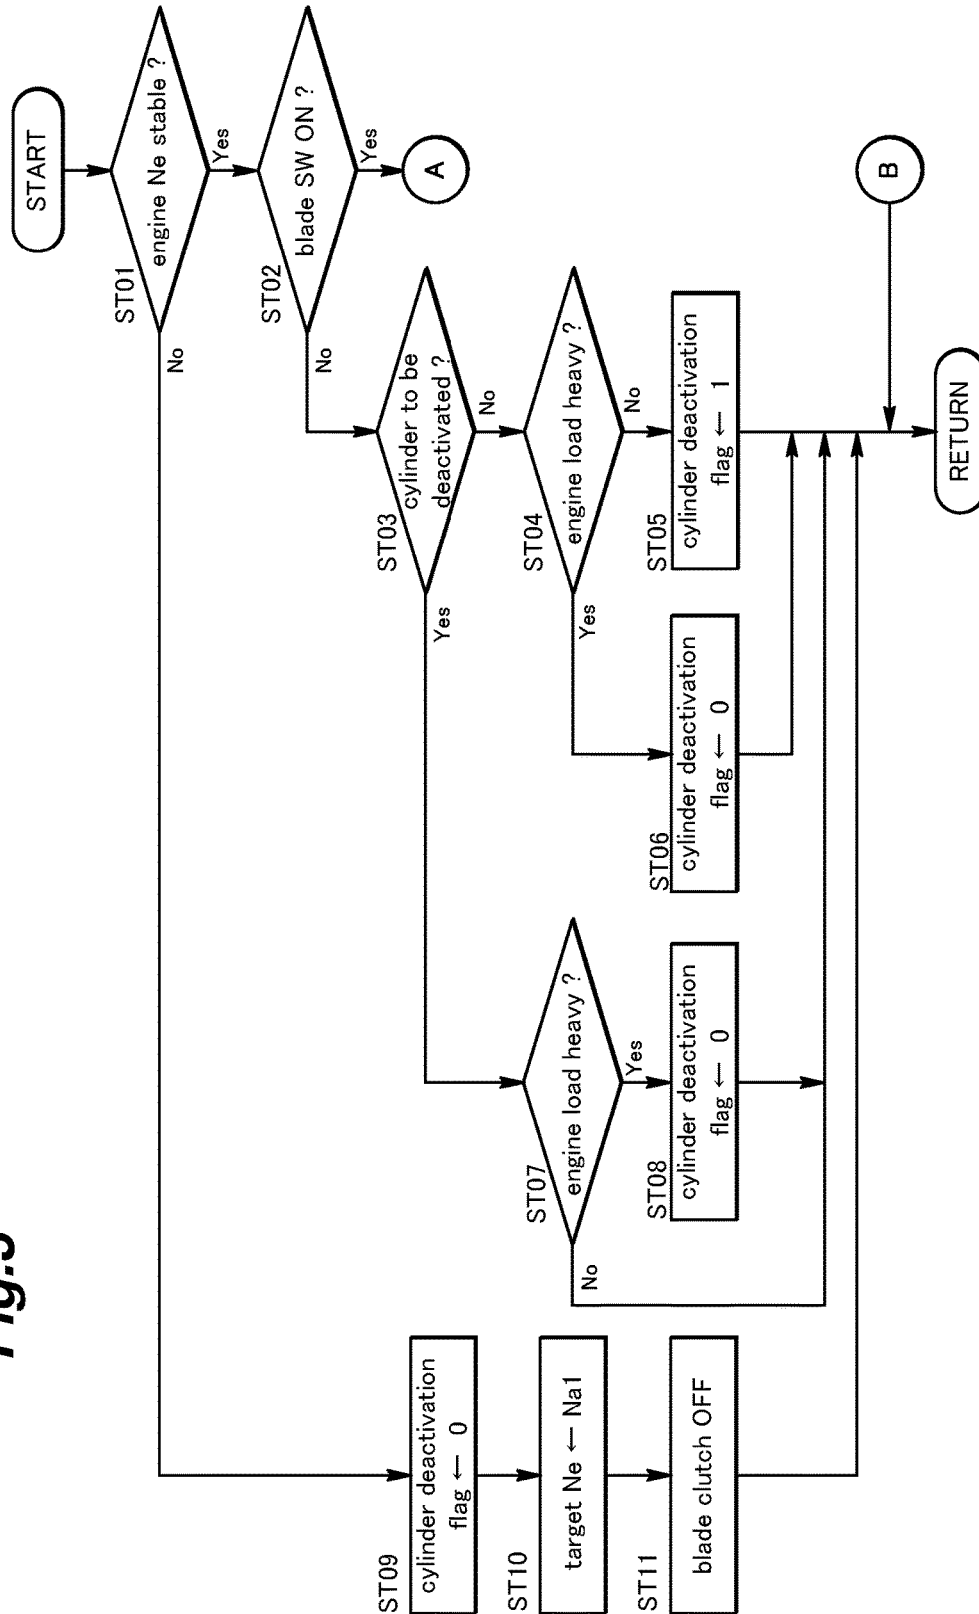 START
ST01
engine Ne stable ?
No
Yes
ST02
blade SW ON ?
No
Yes
A
ST03
cylinder to be
deactivated ?
Yes
No
ST04
engine load heavy ?
Yes
No
ST05
cylinder deactivation
flag ← 1
ST06
cylinder deactivation
flag ← 0
ST07
engine load heavy ?
No
Yes
ST08
cylinder deactivation
flag ← 0
ST09
cylinder deactivation
flag ← 0
ST10
target Ne ← Na1
ST11
blade clutch OFF
B
RETURN